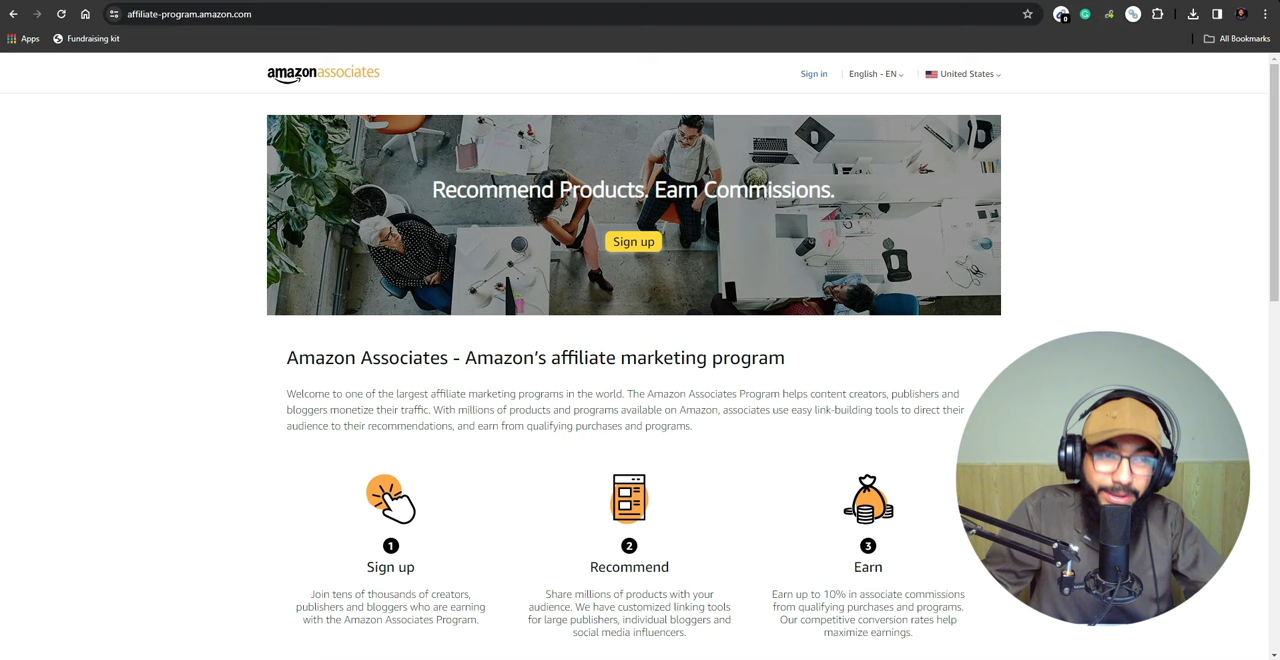 affiliate-program.amazon.com
0
Apps
Fundraising kit
All Bookmarks
amazonassociates
Sign in
English - EN
United States
Recommend Products. Earn Commissions.
Sign up
Amazon Associates - Amazon's affiliate marketing program
Welcome to one of the largest affiliate marketing programs in the world. The Amazon Associates Program helps content creators, publishers and
bloggers monetize their traffic. With millions of products and programs available on Amazon, associates use easy link-building tools to direct their
audience to their recommendations, and earn from qualifying purchases and programs.
1
Sign up
Join tens of thousands of creators,
publishers and bloggers who are earning
with the Amazon Associates Program.
2
Recommend
Share millions of products with your
audience. We have customized linking tools
for large publishers, individual bloggers and
social media influencers.
3
Earn
Earn up to 10% in associate commissions
from qualifying purchases and programs.
Our competitive conversion rates help
maximize earnings.